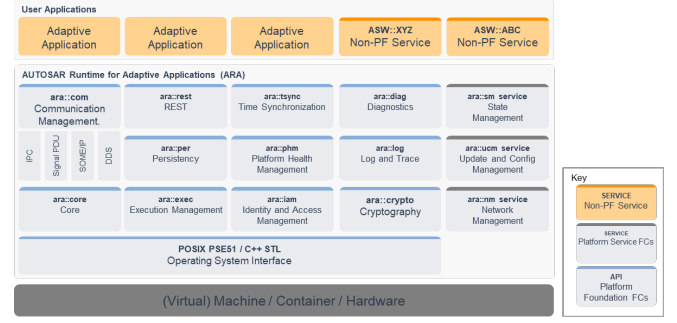 User Applications
Adaptive
Application
Adaptive
Application
Adaptive
Application
ASW::XYZ
Non-PF Service
ASW::ABC
Non-PF Service
AUTOSAR Runtime for Adaptive Applications (ARA)
ara::com
Communication
Management.
ara::rest
REST
ara::tsync
Time Synchronization
ara::diag
Diagnostics
ara::sm service
State
Management
IPC
Signal PDU
SOME/IP
DDS
ara::per
Persistency
ara::phm
Platform Health
Management
ara::log
Log and Trace
ara::ucm service
Update and Config
Management
ara::core
Core
ara::exec
Execution Management
ara::iam
Identity and Access
Management
ara::crypto
Cryptography
ara::nm service
Network
Management
POSIX PSE51 / C++ STL
Operating System Interface
(Virtual) Machine / Container / Hardware
Key
SERVICE
Non-PF Service
SERVICE
Platform Service FCs
API
Platform
Foundation FCs